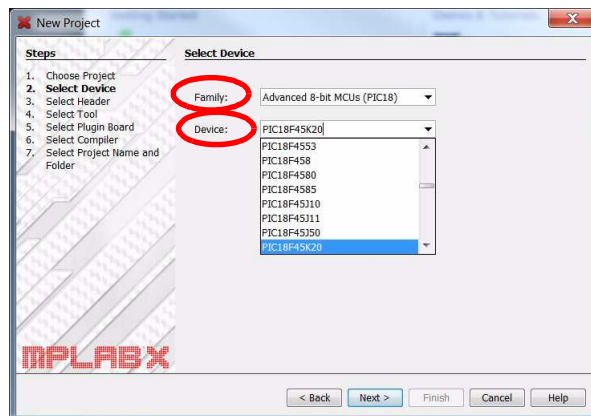 New Project
Steps
1. Choose Project
2. Select Device
3. Select Header
4. Select Tool
5. Select Plugin Board
6. Select Compiler
7. Select Project Name and
Folder
Select Device
Family: Advanced 8-bit MCUs (PIC18)
Device: PIC18F45K20
PIC18F4553
PIC18F458
PIC18F4580
PIC18F4585
PIC18F45J10
PIC18F45J11
PIC18F45J50
PIC18F45K20
MPLABX
< Back Next > Finish Cancel Help